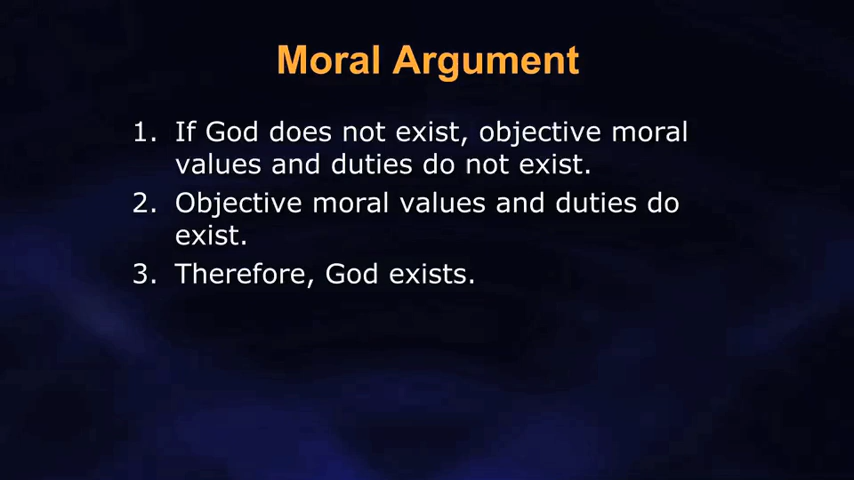 Moral Argument
1. If God does not exist, objective moral
values and duties do not exist.
2. Objective moral values and duties do
exist.
3. Therefore, God exists.